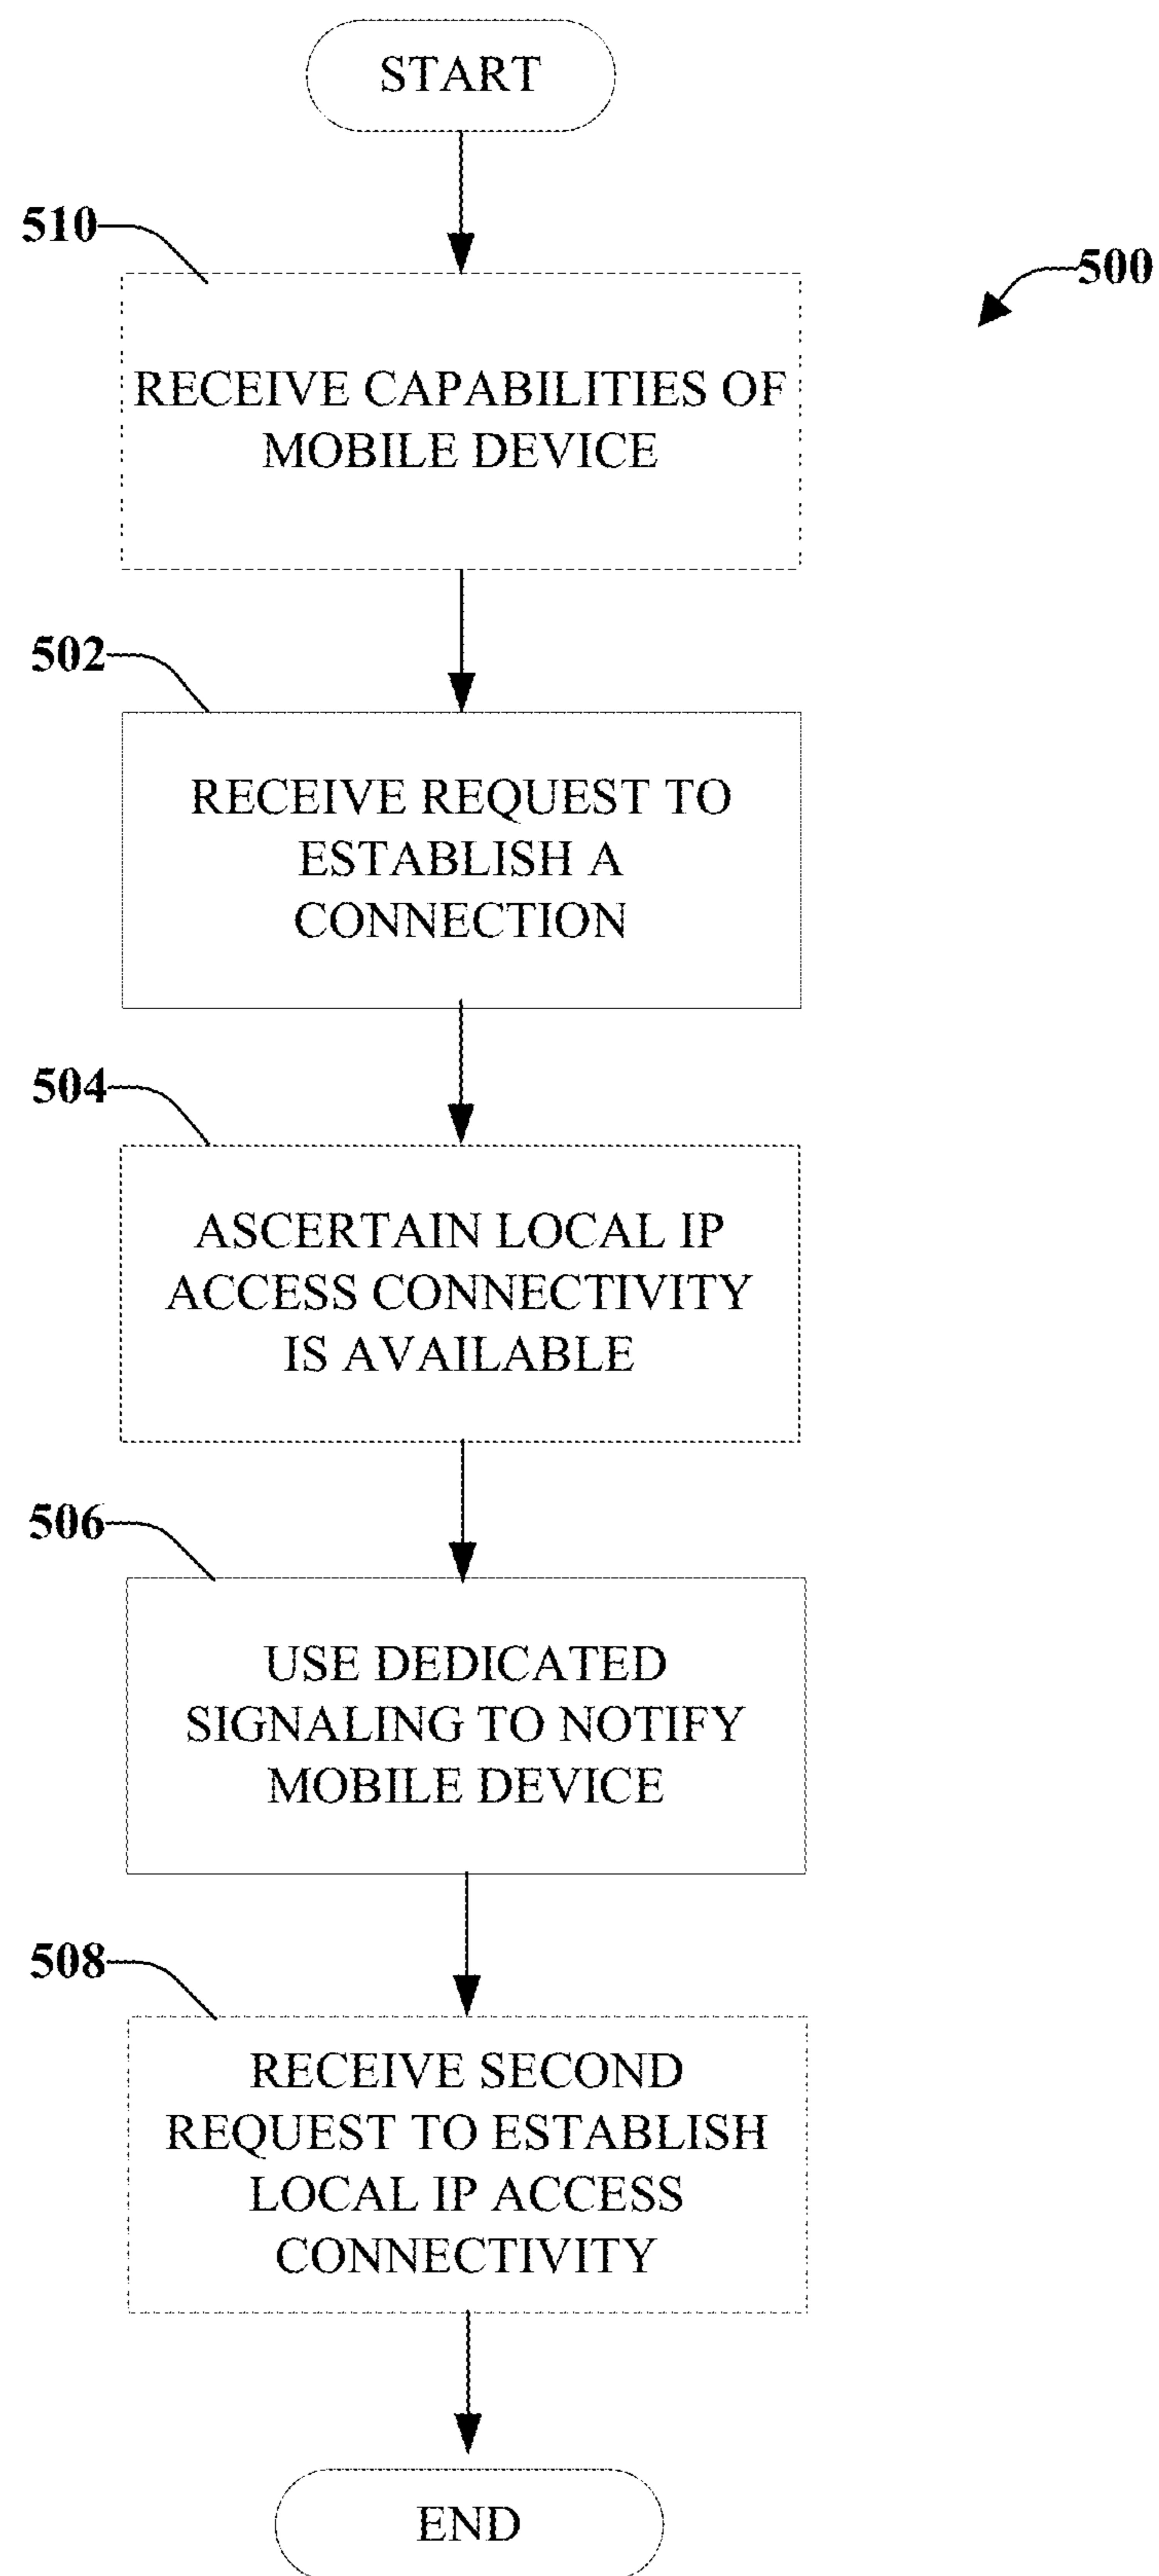 START
510
500
RECEIVE CAPABILITIES OF
MOBILE DEVICE
502
RECEIVE REQUEST TO
ESTABLISH A
CONNECTION
504
ASCERTAIN LOCAL IP
ACCESS CONNECTIVITY
IS AVAILABLE
506
USE DEDICATED
SIGNALING TO NOTIFY
MOBILE DEVICE
508
RECEIVE SECOND
REQUEST TO ESTABLISH
LOCAL IP ACCESS
CONNECTIVITY
END